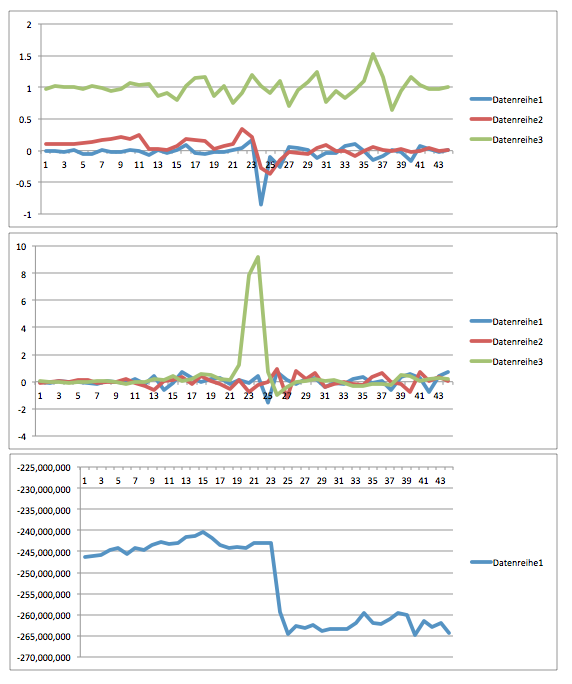 2
1.5
1
0.5
0
-0.5
-1
1 3 5 7 9 11 13 15 17 19 21 23 25 27 29 31 33 35 37 39 41 43
Datenreihe1
Datenreihe2
Datenreihe3
10
8
6
4
2
0
-2
-4
1 3 5 7 9 11 13 15 17 19 21 23 25 27 29 31 33 35 37 39 41 43
Datenreihe1
Datenreihe2
Datenreihe3
-225,000,000
-230,000,000
-235,000,000
-240,000,000
-245,000,000
-250,000,000
-255,000,000
-260,000,000
-265,000,000
-270,000,000
1 3 5 7 9 11 13 15 17 19 21 23 25 27 29 31 33 35 37 39 41 43
Datenreihe1